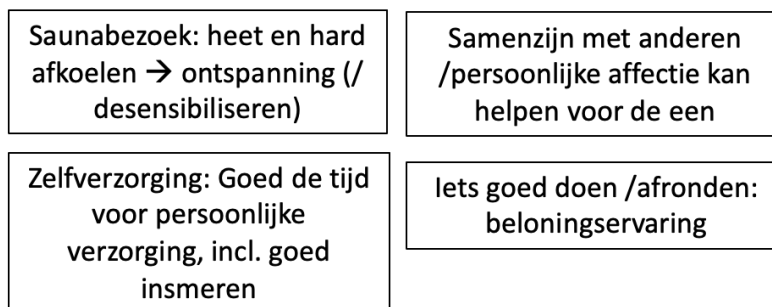 Saunabezoek: heet en hard
afkoelen → ontspanning (/
desensibiliseren)
Samenzijn met anderen
/persoonlijke affectie kan
helpen voor de een
Zelfverzorging: Goed de tijd
voor persoonlijke
verzorging, incl. goed
insmeren
Iets goed doen /afronden:
beloningservaring